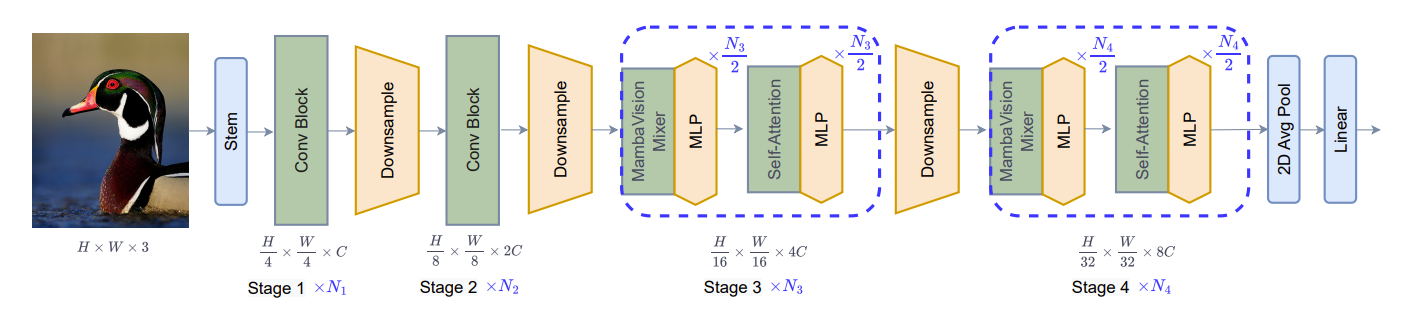 Stem
Conv Block
Downsample
Conv Block
Downsample
MambaVision
Mixer
MLP
× N₃/2
Self-Attention
MLP
× N₃/2
Downsample
MambaVision
Mixer
MLP
× N₄/2
Self-Attention
MLP
× N₄/2
2D Avg Pool
Linear
H × W × 3
H/4 × W/4 × C
H/8 × W/8 × 2C
H/16 × W/16 × 4C
H/32 × W/32 × 8C
Stage 1 ×N₁
Stage 2 ×N₂
Stage 3 ×N₃
Stage 4 ×N₄